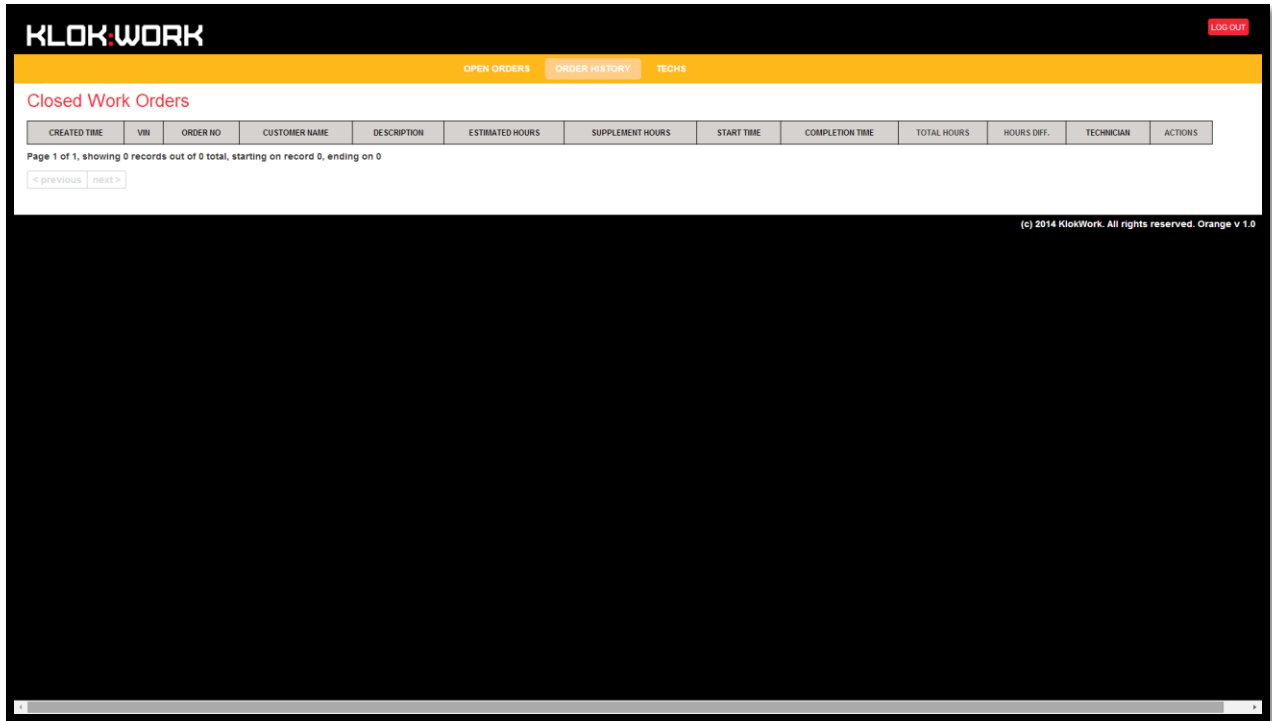 KLOK:WORK
LOG OUT
OPEN ORDERS ORDER HISTORY TECHS
Closed Work Orders
CREATED TIME VIN ORDER NO CUSTOMER NAME DESCRIPTION ESTIMATED HOURS SUPPLEMENT HOURS START TIME COMPLETION TIME TOTAL HOURS HOURS DIFF. TECHNICIAN ACTIONS
Page 1 of 1, showing 0 records out of 0 total, starting on record 0, ending on 0
< previous next >
(c) 2014 KlokWork. All rights reserved. Orange v 1.0